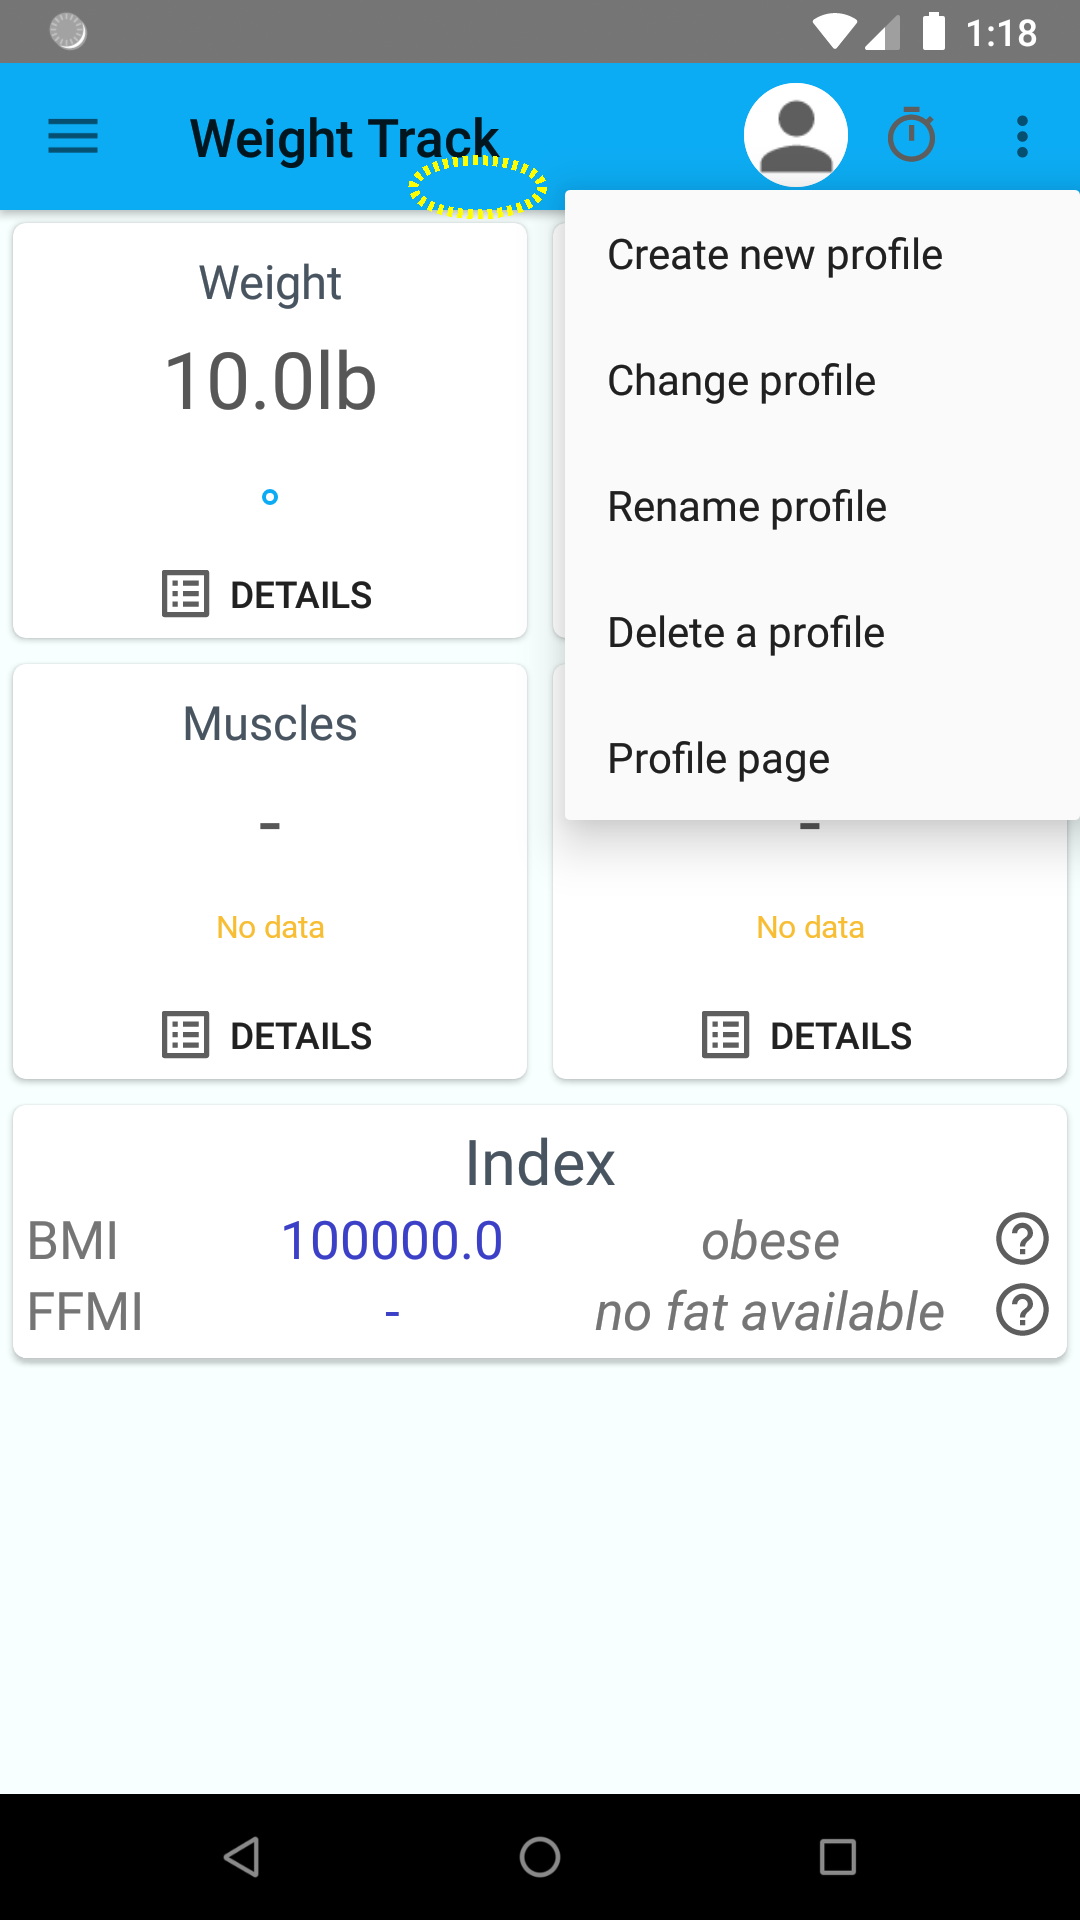 1:18
Weight Track
Create new profile
Change profile
Rename profile
Delete a profile
Profile page
Weight
10.0lb
DETAILS
Muscles
-
No data
DETAILS
-
No data
DETAILS
Index
BMI 100000.0 obese
FFMI - no fat available